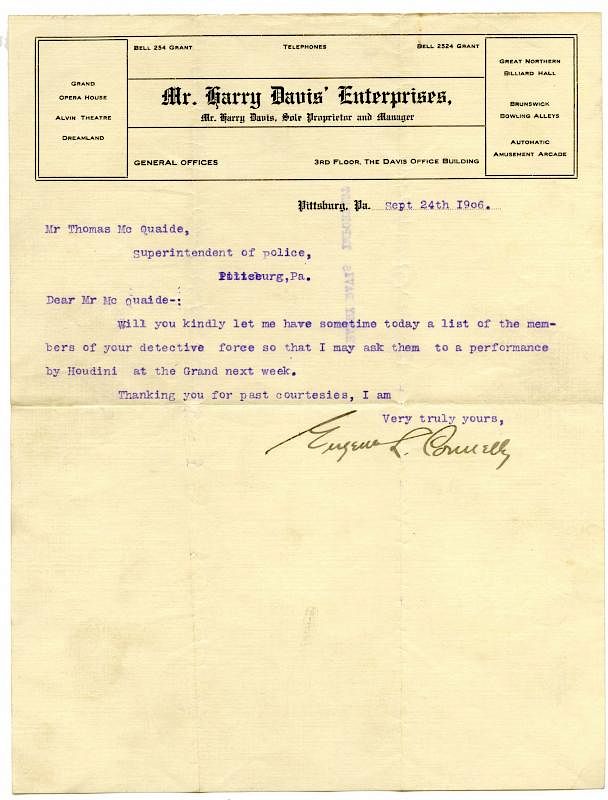 BELL 254 GRANT
TELEPHONES
BELL 2524 GRANT
GRAND
OPERA HOUSE
ALVIN THEATRE
DREAMLAND
Mr. Harry Davis' Enterprises,
Mr. Harry Davis, Sole Proprietor and Manager
GENERAL OFFICES
3RD FLOOR, THE DAVIS OFFICE BUILDING
GREAT NORTHERN
BILLIARD HALL
BRUNSWICK
BOWLING ALLEYS
AUTOMATIC
AMUSEMENT ARCADE
Pittsburg, Pa. Sept 24th 1906.
Mr Thomas Mc Quaide,
Superintendent of police,
Pittsburg,Pa.
Dear Mr Mc Quaide-:
Will you kindly let me have sometime today a list of the mem-
bers of your detective force so that I may ask them to a performance
by Houdini at the Grand next week.
Thanking you for past courtesies, I am
Very truly yours,
Eugene L. Connelly